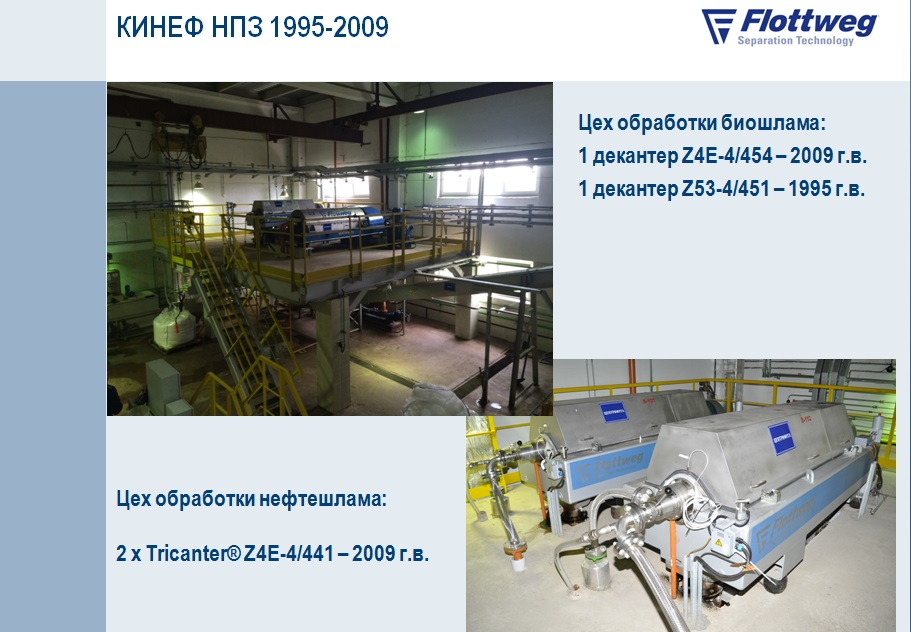 КИНЕФ НПЗ 1995-2009
Flottweg
Separation Technology
Цех обработки биошлама:
1 декантер Z4E-4/454 – 2009 г.в.
1 декантер Z53-4/451 – 1995 г.в.
Цех обработки нефтешлама:
2 x Tricanter® Z4E-4/441 – 2009 г.в.
Flottweg
Flottweg